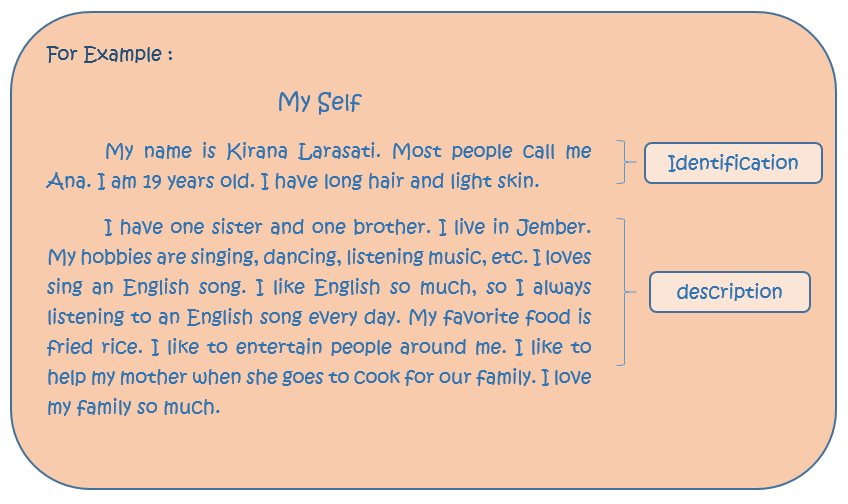 For Example :
My Self
My name is Kirana Larasati. Most people call me
Ana. I am 19 years old. I have long hair and light skin.
Identification
I have one sister and one brother. I live in Jember.
My hobbies are singing, dancing, listening music, etc. I loves
sing an English song. I like English so much, so I always
listening to an English song every day. My favorite food is
fried rice. I like to entertain people around me. I like to
help my mother when she goes to cook for our family. I love
my family so much.
description